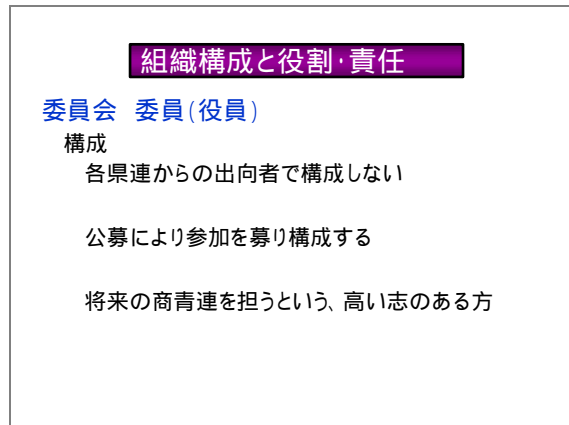 組織構成と役割・責任
委員会 委員(役員)
構成
各県連からの出向者で構成しない
公募により参加を募り構成する
将来の商青連を担うという、高い志のある方